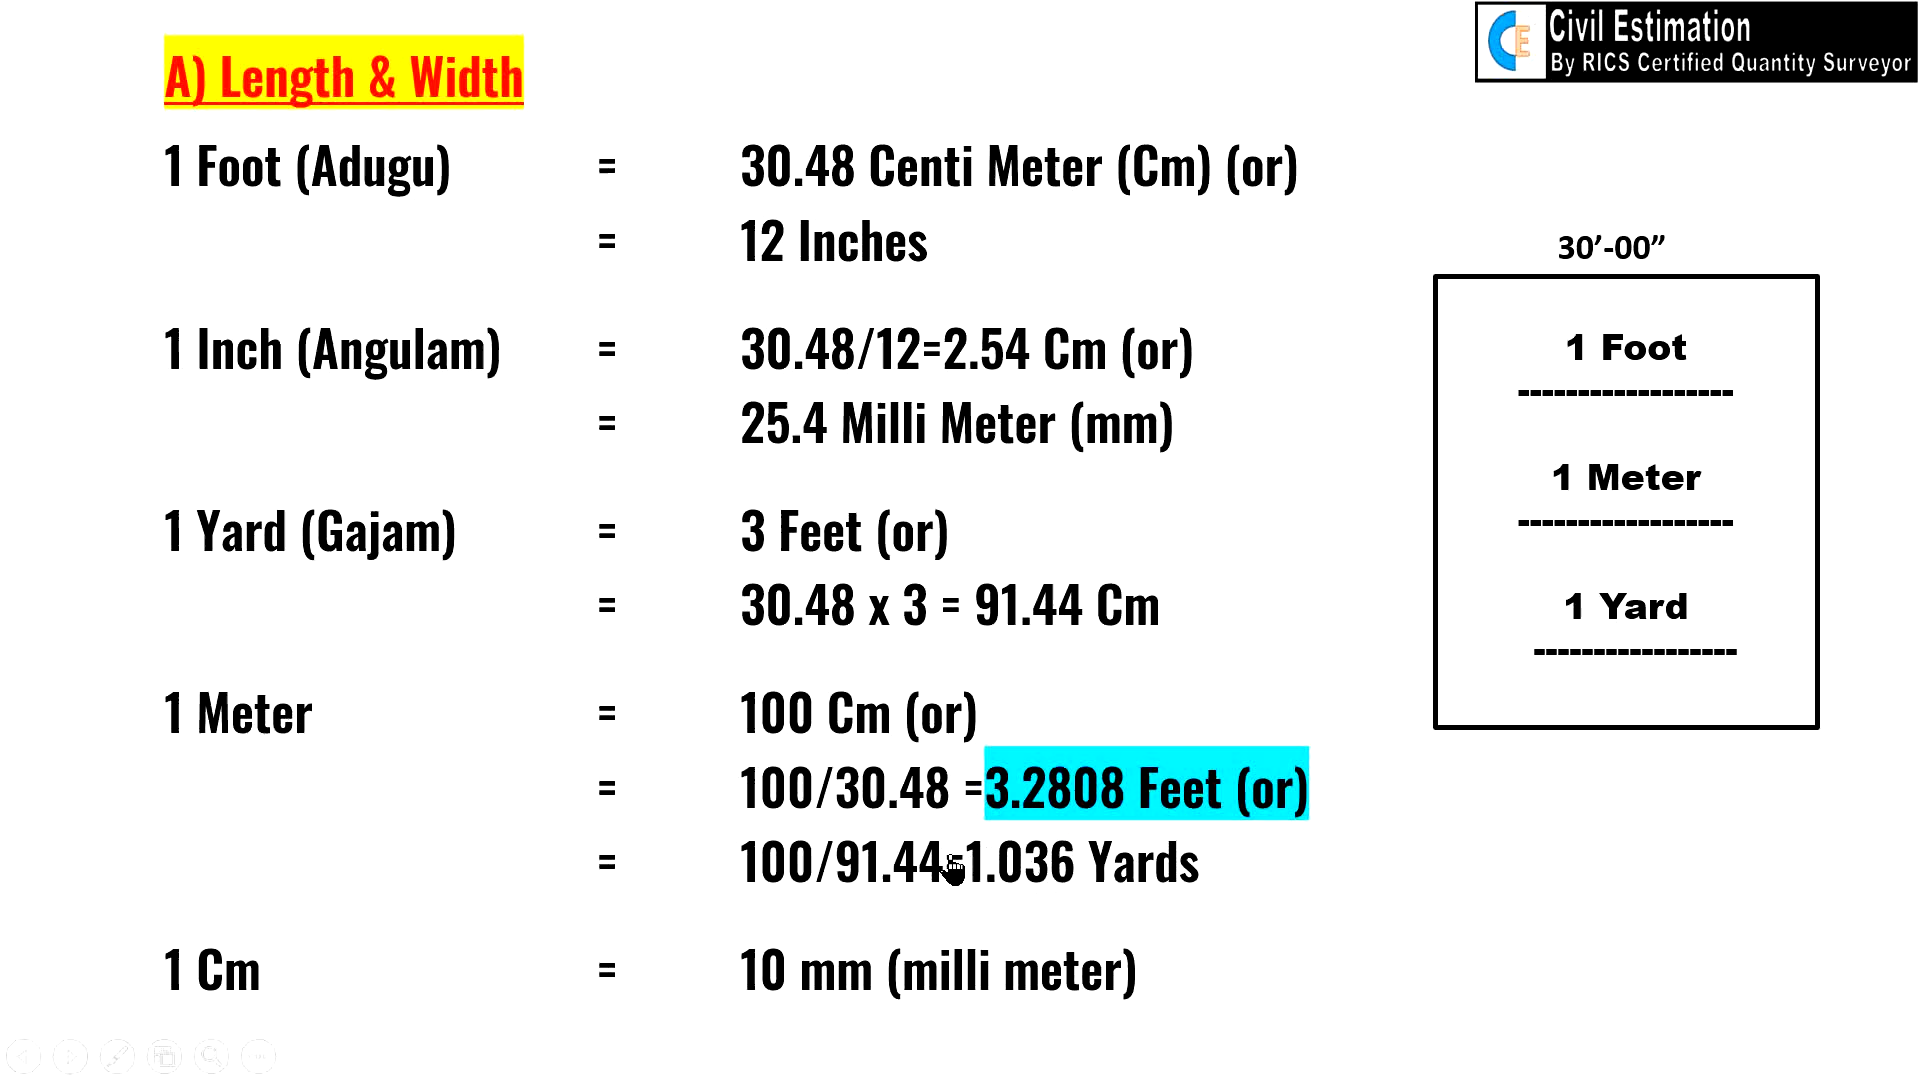 Civil Estimation
By RICS Certified Quantity Surveyor
A) Length & Width
1 Foot (Adugu) = 30.48 Centi Meter (Cm) (or)
= 12 Inches
1 Inch (Angulam) = 30.48/12=2.54 Cm (or)
= 25.4 Milli Meter (mm)
1 Yard (Gajam) = 3 Feet (or)
= 30.48 x 3 = 91.44 Cm
1 Meter = 100 Cm (or)
= 100/30.48 =3.2808 Feet (or)
= 100/91.44=1.036 Yards
1 Cm = 10 mm (milli meter)
30’-00”
1 Foot
------------------
1 Meter
------------------
1 Yard
-----------------